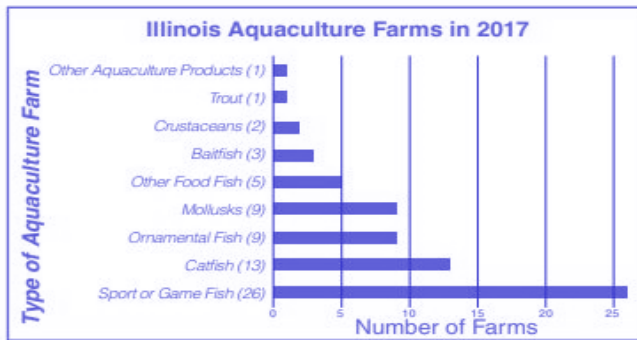 Illinois Aquaculture Farms in 2017
Type of Aquaculture Farm
Other Aquaculture Products (1)
Trout (1)
Crustaceans (2)
Baitfish (3)
Other Food Fish (5)
Mollusks (9)
Ornamental Fish (9)
Catfish (13)
Sport or Game Fish (26)
0 5 10 15 20 25
Number of Farms